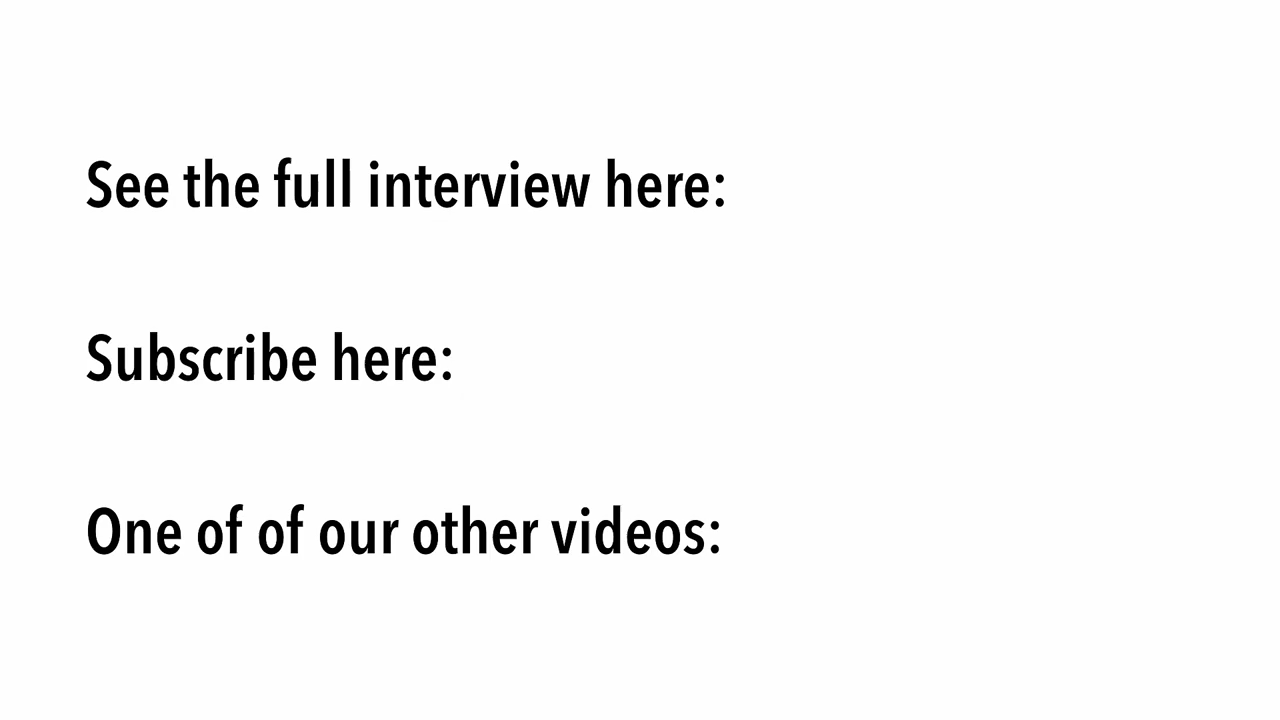 See the full interview here:
Subscribe here:
One of of our other videos: